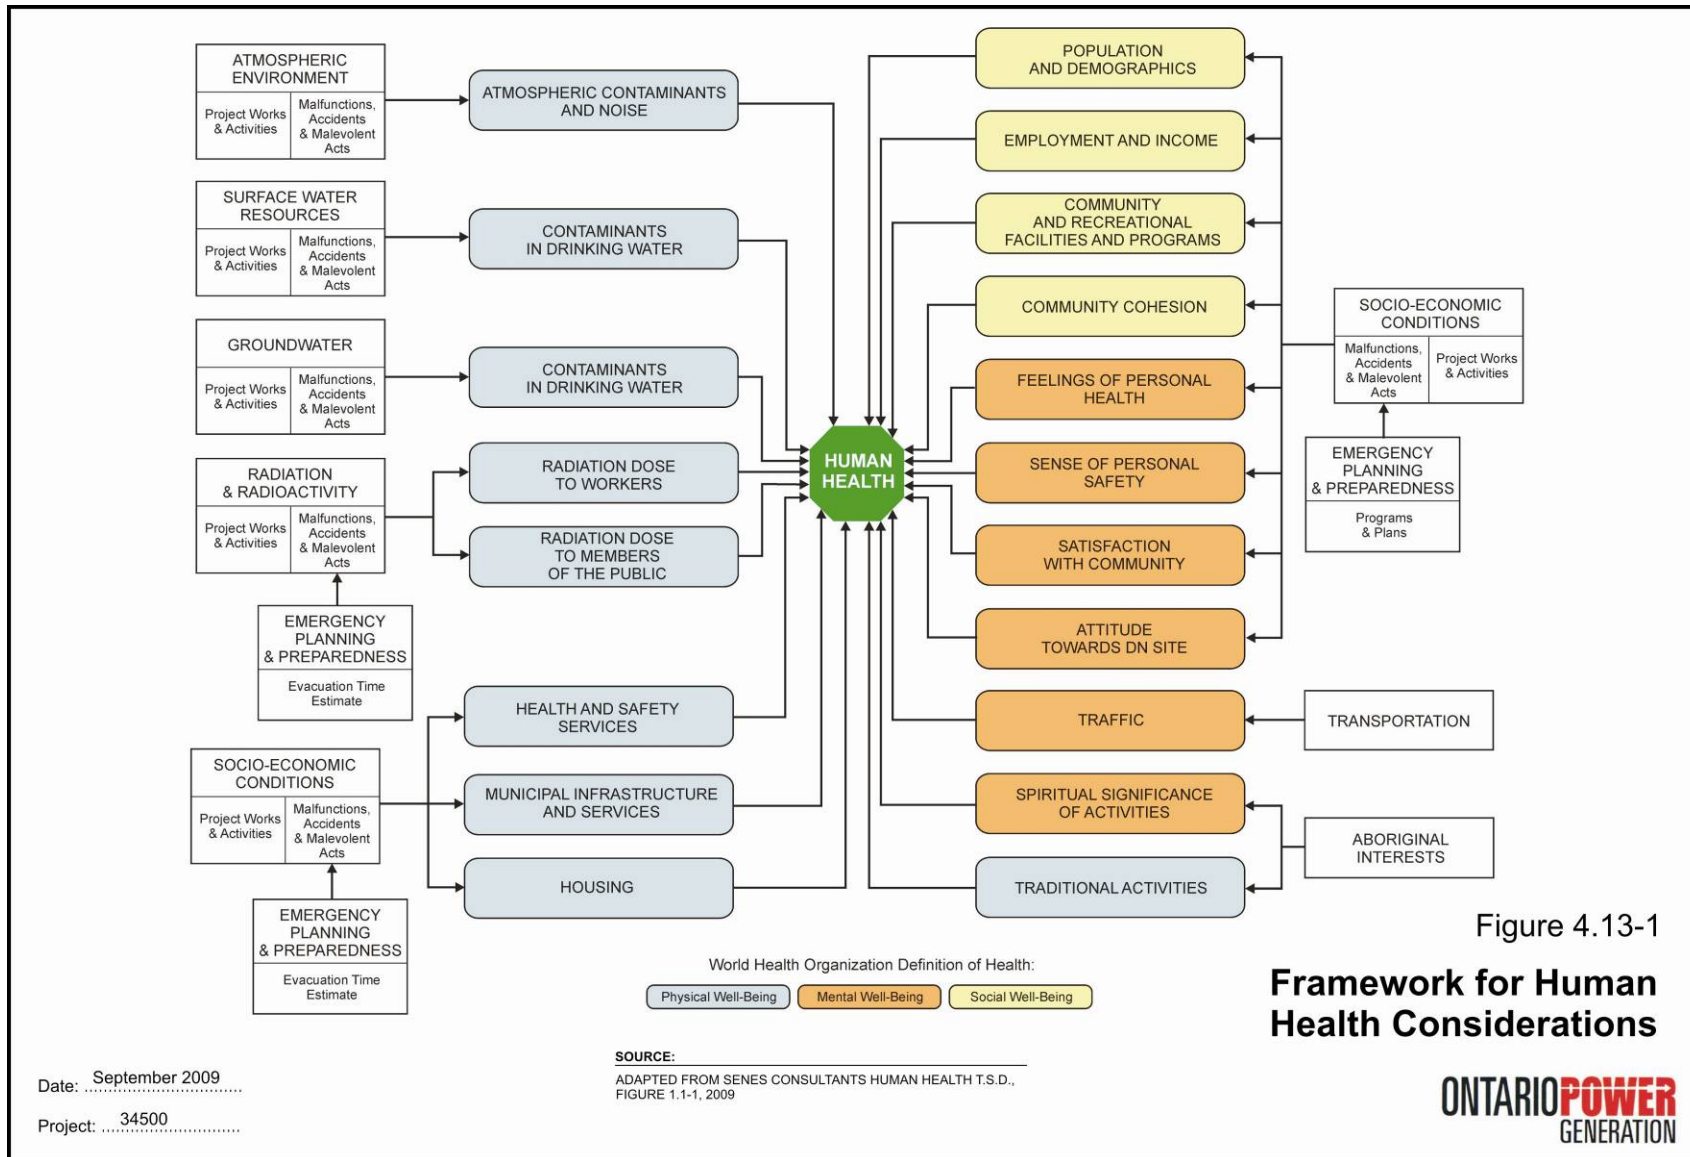 ATMOSPHERIC
ENVIRONMENT
Project Works
& Activities
Malfunctions,
Accidents
& Malevolent
Acts
ATMOSPHERIC CONTAMINANTS
AND NOISE
SURFACE WATER
RESOURCES
Project Works
& Activities
Malfunctions,
Accidents
& Malevolent
Acts
CONTAMINANTS
IN DRINKING WATER
GROUNDWATER
Project Works
& Activities
Malfunctions,
Accidents
& Malevolent
Acts
CONTAMINANTS
IN DRINKING WATER
RADIATION
& RADIOACTIVITY
Project Works
& Activities
Malfunctions,
Accidents
& Malevolent
Acts
RADIATION DOSE
TO WORKERS
RADIATION DOSE
TO MEMBERS
OF THE PUBLIC
EMERGENCY
PLANNING
& PREPAREDNESS
Evacuation Time
Estimate
SOCIO-ECONOMIC
CONDITIONS
Project Works
& Activities
Malfunctions,
Accidents
& Malevolent
Acts
HEALTH AND SAFETY
SERVICES
MUNICIPAL INFRASTRUCTURE
AND SERVICES
HOUSING
EMERGENCY
PLANNING
& PREPAREDNESS
Evacuation Time
Estimate
HUMAN
HEALTH
POPULATION
AND DEMOGRAPHICS
EMPLOYMENT AND INCOME
COMMUNITY
AND RECREATIONAL
FACILITIES AND PROGRAMS
COMMUNITY COHESION
FEELINGS OF PERSONAL
HEALTH
SENSE OF PERSONAL
SAFETY
SATISFACTION
WITH COMMUNITY
ATTITUDE
TOWARDS DN SITE
TRAFFIC
SPIRITUAL SIGNIFICANCE
OF ACTIVITIES
TRADITIONAL ACTIVITIES
SOCIO-ECONOMIC
CONDITIONS
Malfunctions,
Accidents
& Malevolent
Acts
Project Works
& Activities
EMERGENCY
PLANNING
& PREPAREDNESS
Programs
& Plans
TRANSPORTATION
ABORIGINAL
INTERESTS
World Health Organization Definition of Health:
Physical Well-Being
Mental Well-Being
Social Well-Being
Figure 4.13-1
Framework for Human
Health Considerations
SOURCE:
ADAPTED FROM SENES CONSULTANTS HUMAN HEALTH T.S.D.,
FIGURE 1.1-1, 2009
Date: September 2009
Project: 34500
ONTARIOPOWER
GENERATION